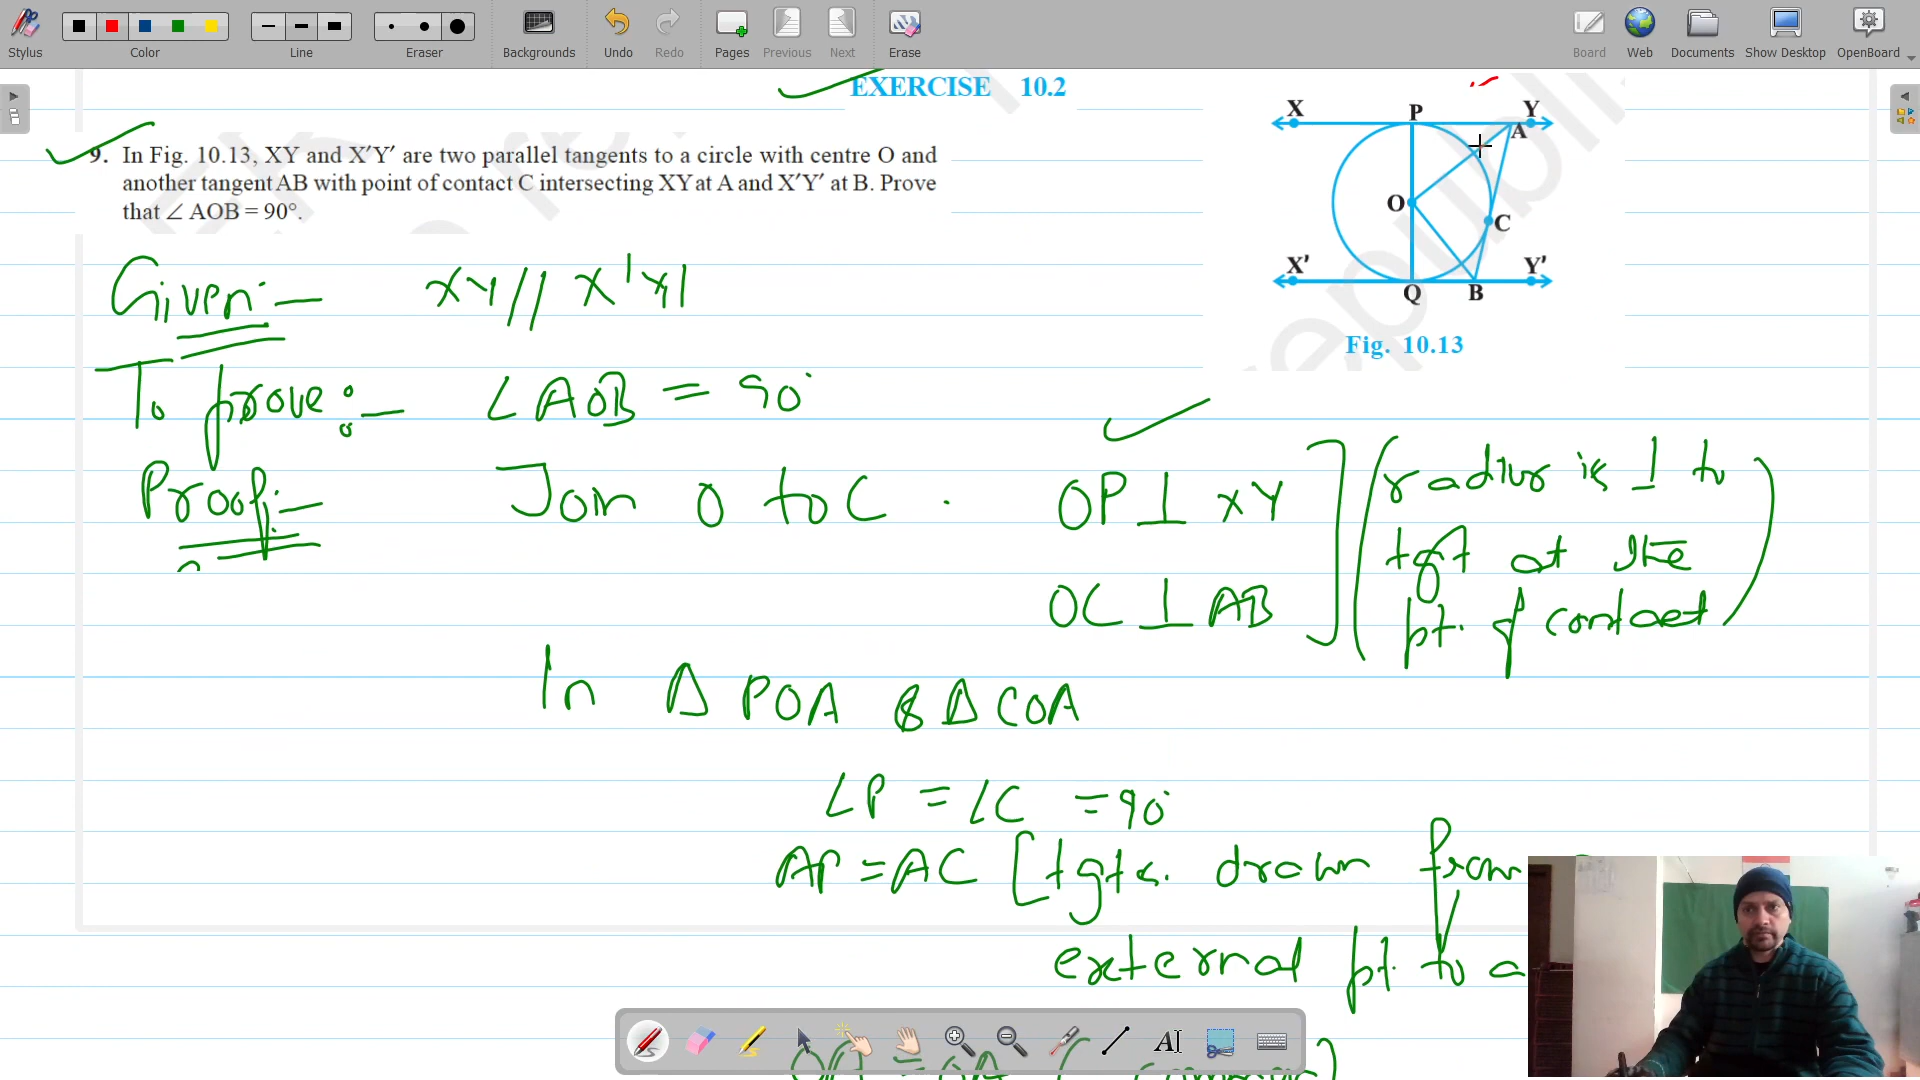 Stylus Color Line Eraser Backgrounds Undo Redo Pages Previous Next Erase Board Web Documents Show Desktop OpenBoard
EXERCISE 10.2
9. In Fig. 10.13, XY and X′Y′ are two parallel tangents to a circle with centre O and
another tangent AB with point of contact C intersecting XY at A and X′Y′ at B. Prove
that ∠ AOB = 90°.
X P Y
A
O
C
X′ Y′
Q B
Fig. 10.13
Given:- XY // X'Y'
To prove:- ∠AOB = 90°
Proof:- Join O to C . OP ⊥ XY
OC ⊥ AB
(radius is ⊥ to
tgt at the
pt. of contact)
In Δ POA & Δ COA
∠P = ∠C = 90°
AP = AC [tgts. drawn from
external pt. to a
OA = OA (common)